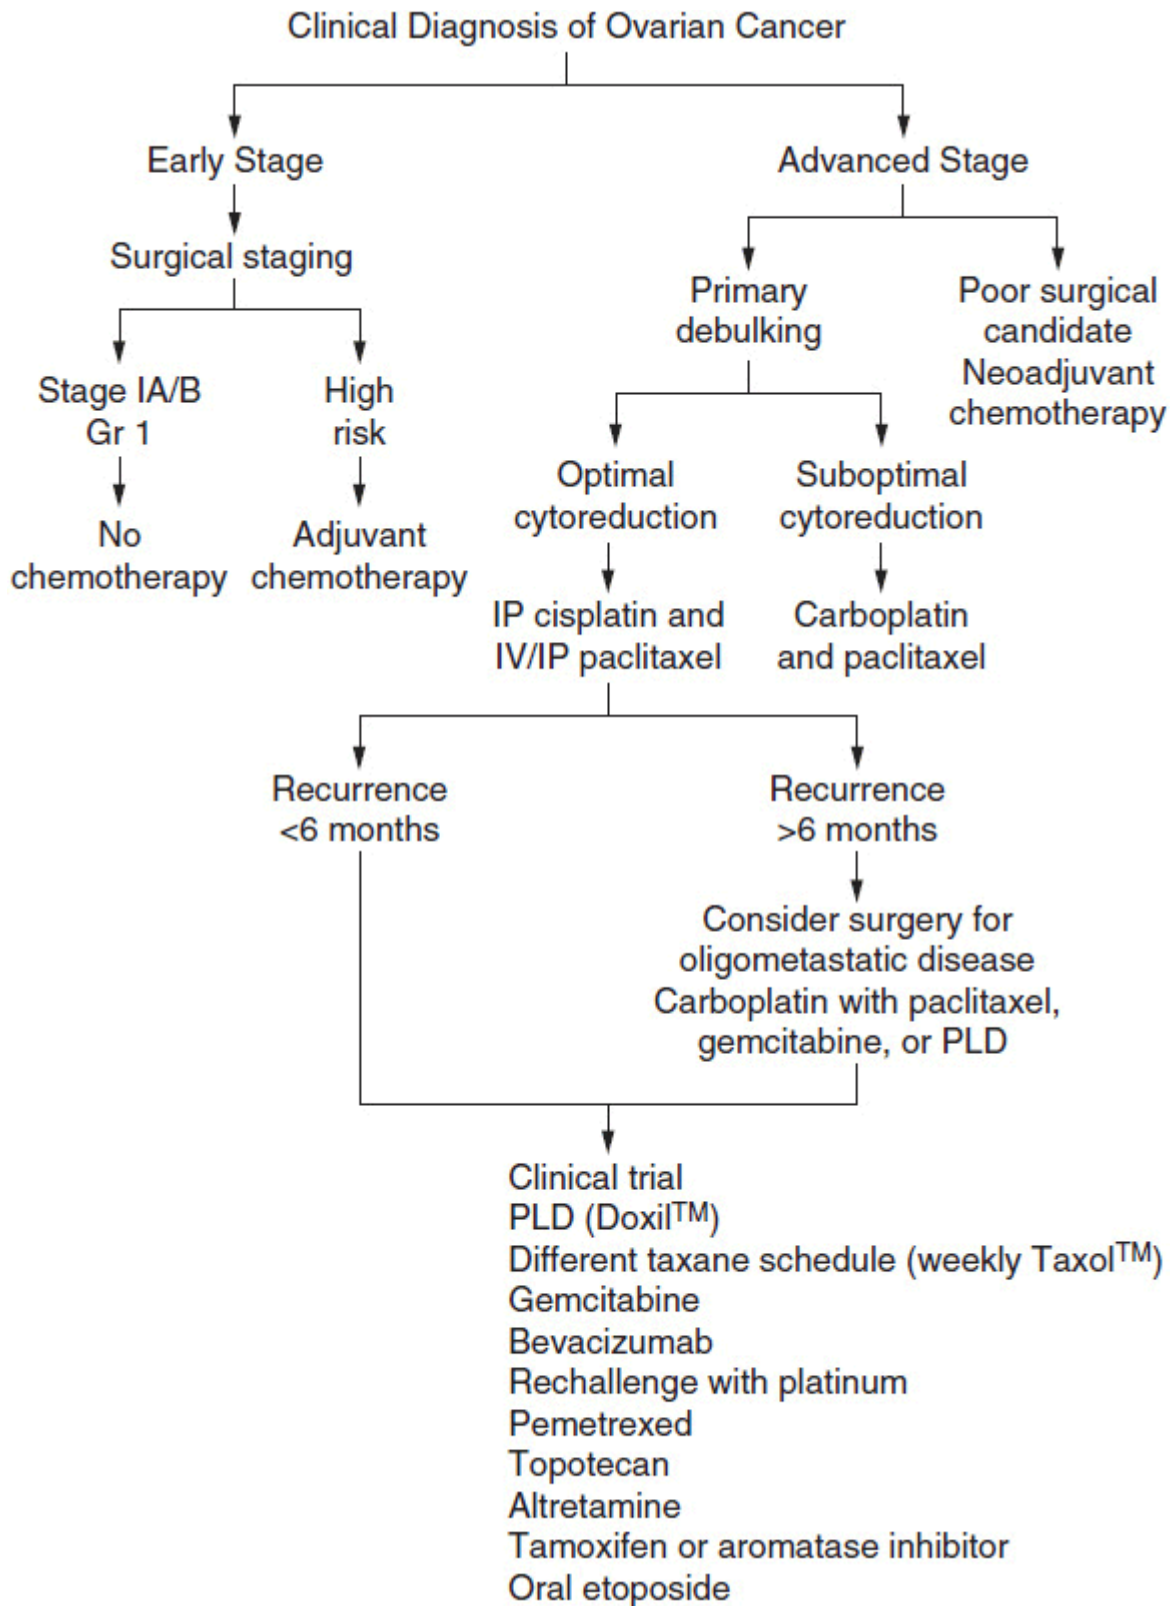 Clinical Diagnosis of Ovarian Cancer
Early Stage
Advanced Stage
Surgical staging
Primary
debulking
Poor surgical
candidate
Neoadjuvant
chemotherapy
Stage IA/B
Gr 1
High
risk
Optimal
cytoreduction
Suboptimal
cytoreduction
No
chemotherapy
Adjuvant
chemotherapy
IP cisplatin and
IV/IP paclitaxel
Carboplatin
and paclitaxel
Recurrence
<6 months
Recurrence
>6 months
Consider surgery for
oligometastatic disease
Carboplatin with paclitaxel,
gemcitabine, or PLD
Clinical trial
PLD (Doxil™)
Different taxane schedule (weekly Taxol™)
Gemcitabine
Bevacizumab
Rechallenge with platinum
Pemetrexed
Topotecan
Altretamine
Tamoxifen or aromatase inhibitor
Oral etoposide